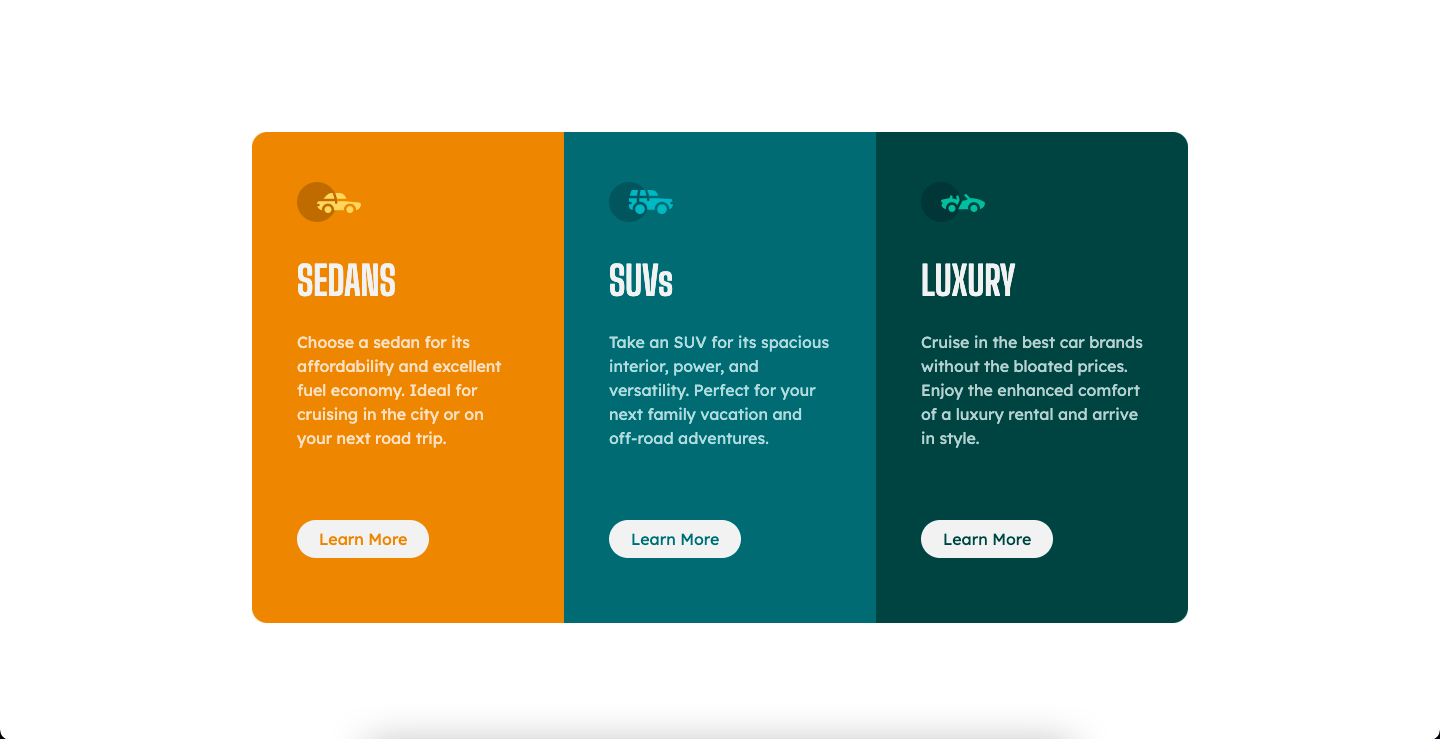 SEDANS
Choose a sedan for its
affordability and excellent
fuel economy. Ideal for
cruising in the city or on
your next road trip.
Learn More
SUVs
Take an SUV for its spacious
interior, power, and
versatility. Perfect for your
next family vacation and
off-road adventures.
Learn More
LUXURY
Cruise in the best car brands
without the bloated prices.
Enjoy the enhanced comfort
of a luxury rental and arrive
in style.
Learn More